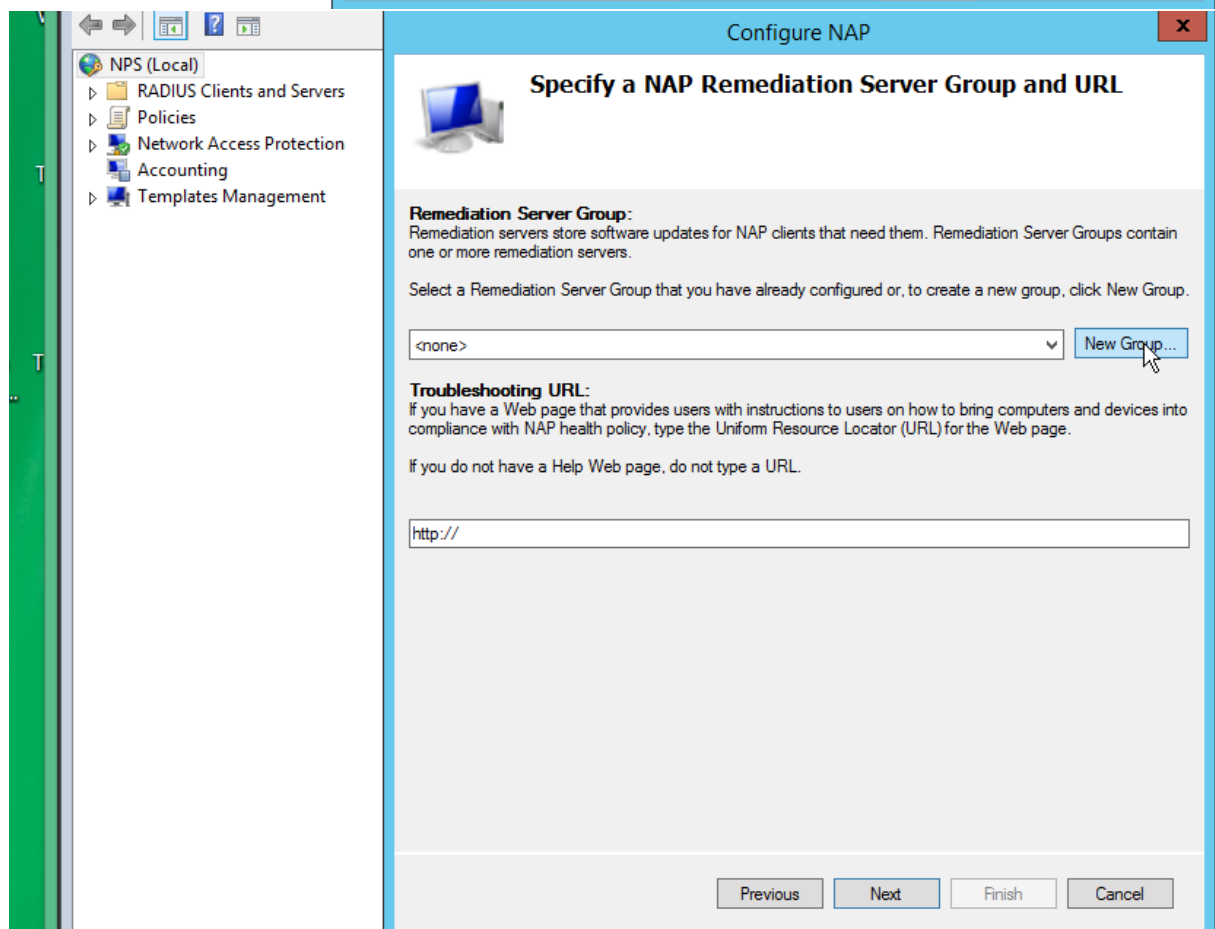 Configure NAP
x
NPS (Local)
RADIUS Clients and Servers
Policies
Network Access Protection
Accounting
Templates Management
T
T
...
Specify a NAP Remediation Server Group and URL
Remediation Server Group:
Remediation servers store software updates for NAP clients that need them. Remediation Server Groups contain
one or more remediation servers.
Select a Remediation Server Group that you have already configured or, to create a new group, click New Group.
<none>
New Group...
Troubleshooting URL:
If you have a Web page that provides users with instructions to users on how to bring computers and devices into
compliance with NAP health policy, type the Uniform Resource Locator (URL) for the Web page.
If you do not have a Help Web page, do not type a URL.
http://
Previous
Next
Finish
Cancel